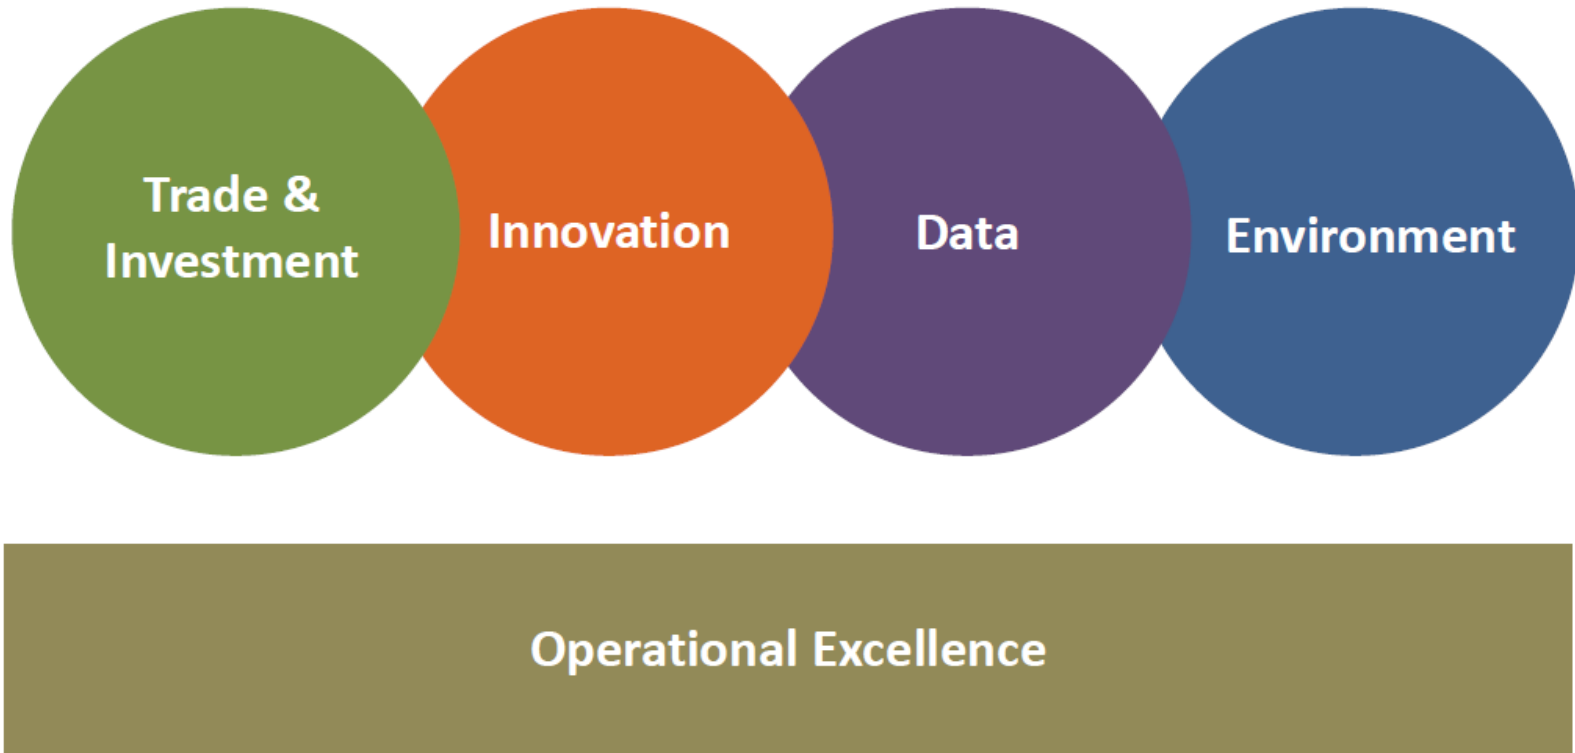 Trade &
Investment
Innovation
Data
Environment
Operational Excellence